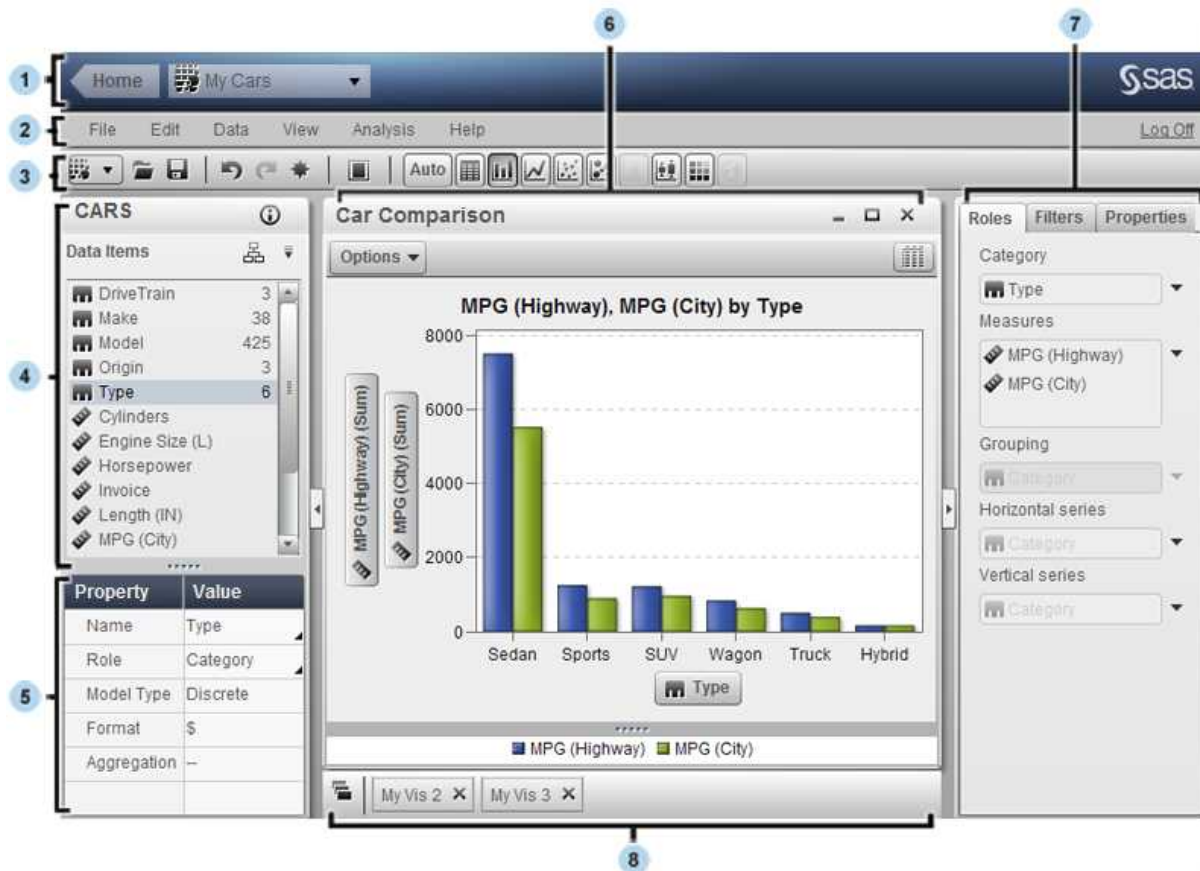 6
7
1
Home
My Cars
sas
2
File Edit Data View Analysis Help
Log Off
3
Auto
4
CARS
Data Items
DriveTrain 3
Make 38
Model 425
Origin 3
Type 6
Cylinders
Engine Size (L)
Horsepower
Invoice
Length (IN)
MPG (City)
5
Property Value
Name Type
Role Category
Model Type Discrete
Format $
Aggregation --
Car Comparison
Options
MPG (Highway), MPG (City) by Type
MPG (Highway) (Sum)
MPG (City) (Sum)
8000
6000
4000
2000
0
Sedan Sports SUV Wagon Truck Hybrid
Type
MPG (Highway) MPG (City)
My Vis 2 My Vis 3
8
Roles Filters Properties
Category
Type
Measures
MPG (Highway)
MPG (City)
Grouping
Category
Horizontal series
Category
Vertical series
Category